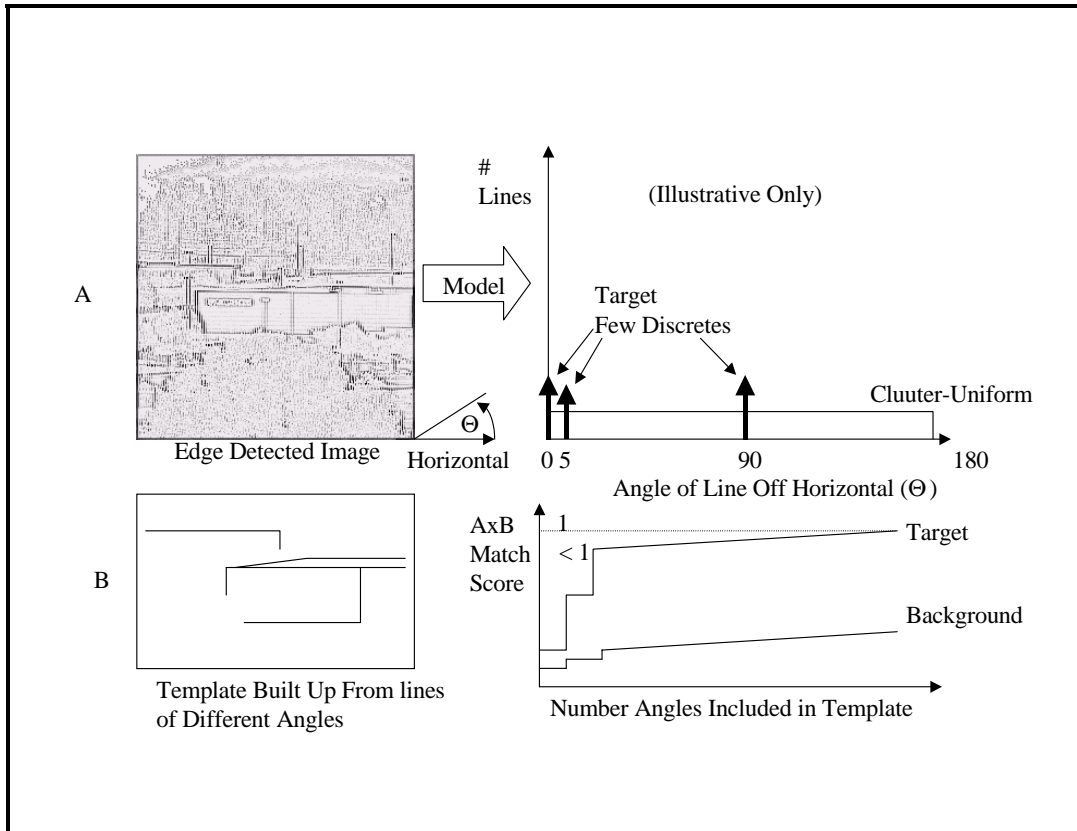 #
Lines
(Illustrative Only)
A
Model
Target
Few Discretes
Cluuter-Uniform
Θ
Edge Detected Image
Horizontal
0 5 90 180
Angle of Line Off Horizontal (Θ)
B
AxB
Match
Score
1
< 1
Target
Background
Template Built Up From lines
of Different Angles
Number Angles Included in Template